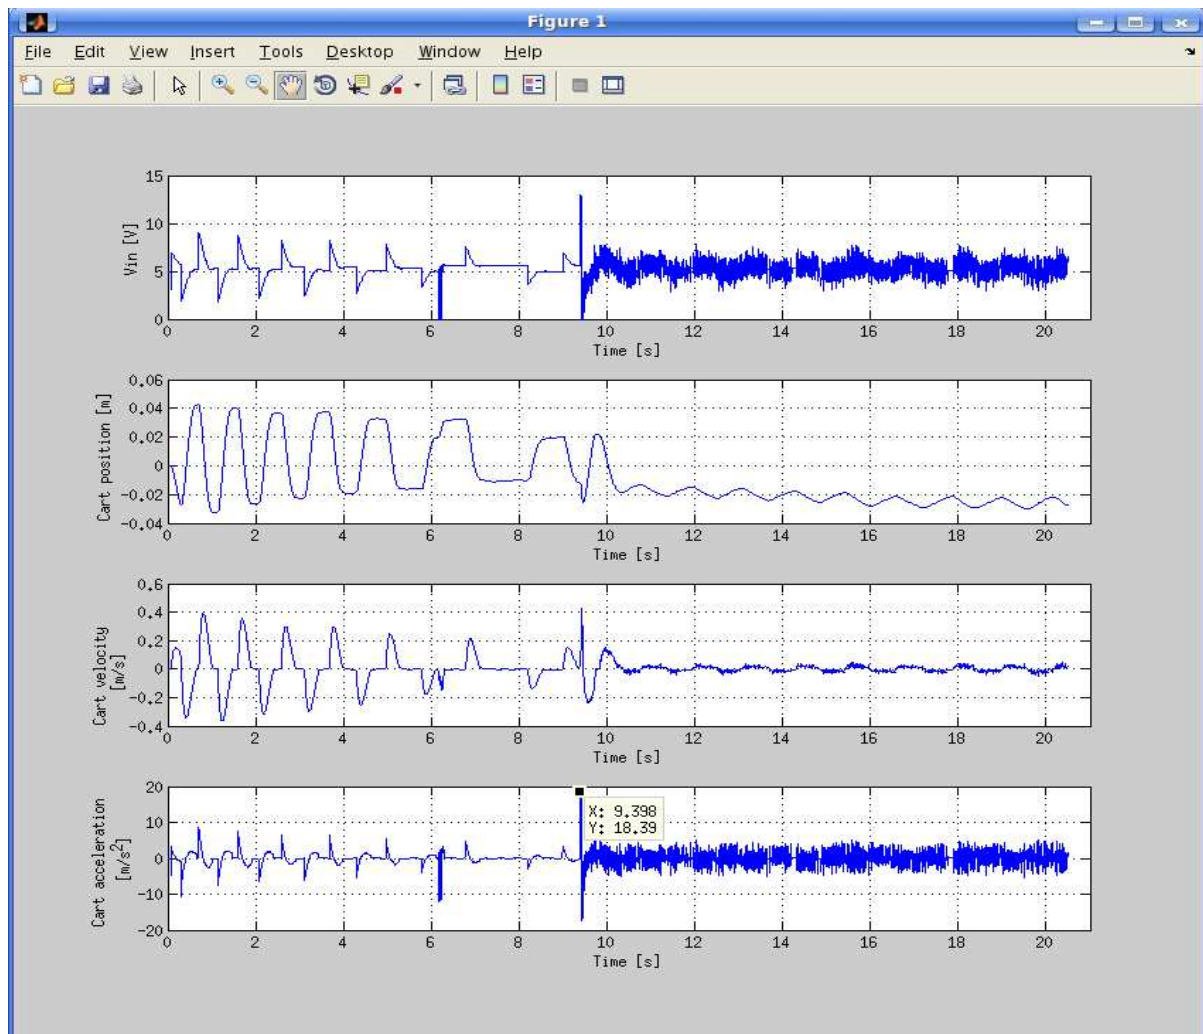 Figure 1
File Edit View Insert Tools Desktop Window Help
15
10
5
0
Vin [V]
0 2 4 6 8 10 12 14 16 18 20
Time [s]
0.06
0.04
0.02
0
-0.02
-0.04
Cart position [m]
0 2 4 6 8 10 12 14 16 18 20
Time [s]
0.6
0.4
0.2
0
-0.2
-0.4
Cart velocity
[m/s]
0 2 4 6 8 10 12 14 16 18 20
Time [s]
20
10
0
-10
-20
Cart acceleration
[m/s²]
X: 9.398
Y: 18.39
0 2 4 6 8 10 12 14 16 18 20
Time [s]